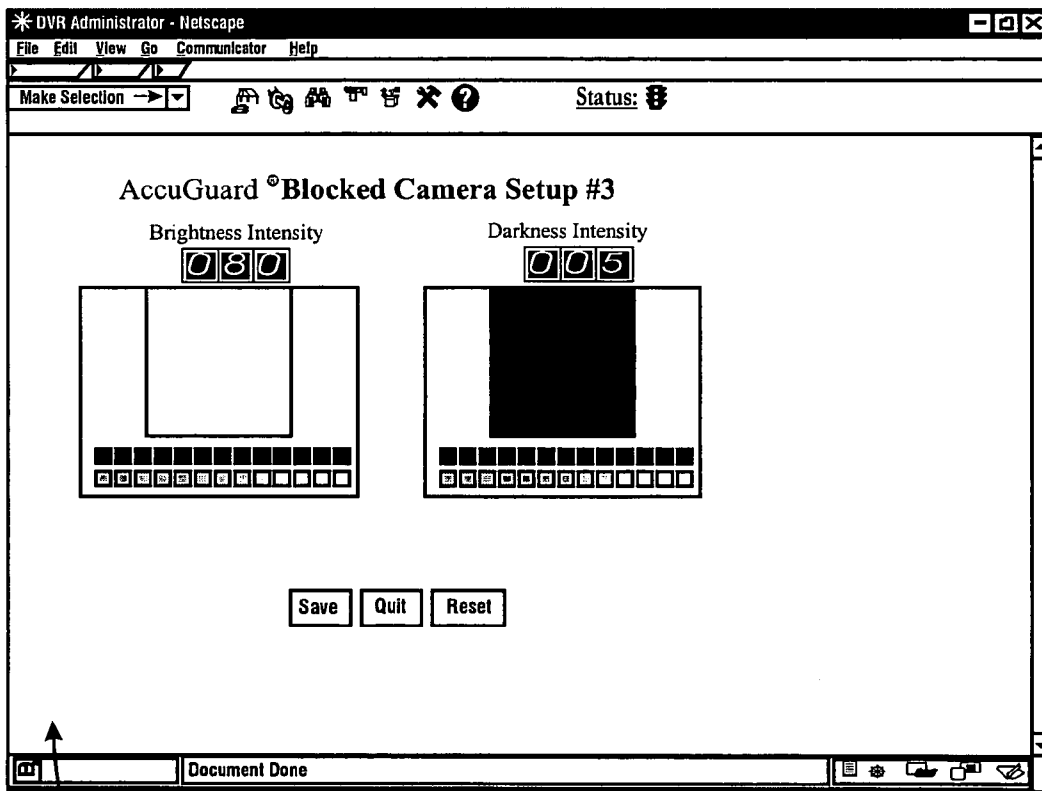 DVR Administrator - Netscape
File Edit View Go Communicator Help
Make Selection Status:
AccuGuard ®Blocked Camera Setup #3
Brightness Intensity Darkness Intensity
080 005
Save Quit Reset
Document Done